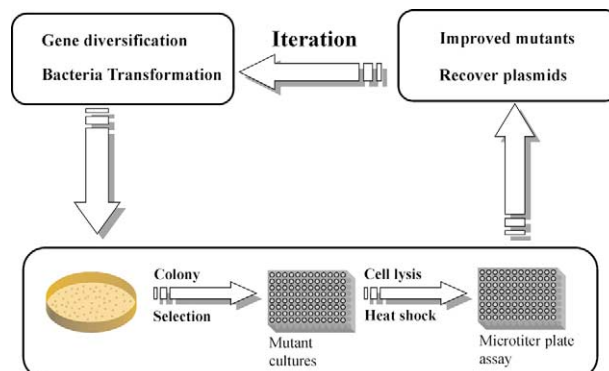 Gene diversification
Bacteria Transformation
Iteration
Improved mutants
Recover plasmids
Colony
Selection
Mutant
cultures
Cell lysis
Heat shock
Microtiter plate
assay